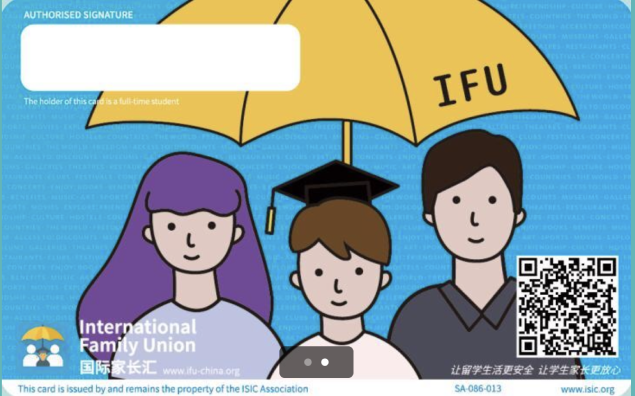 AUTHORISED SIGNATURE
The holder of this card is a full-time student
IFU
International
Family Union
国际家长汇 www.ifu-china.org
让留学生活更安全 让学生家长更放心
This card is issued by and remains the property of the ISIC Association
SA-086-013
www.isic.org